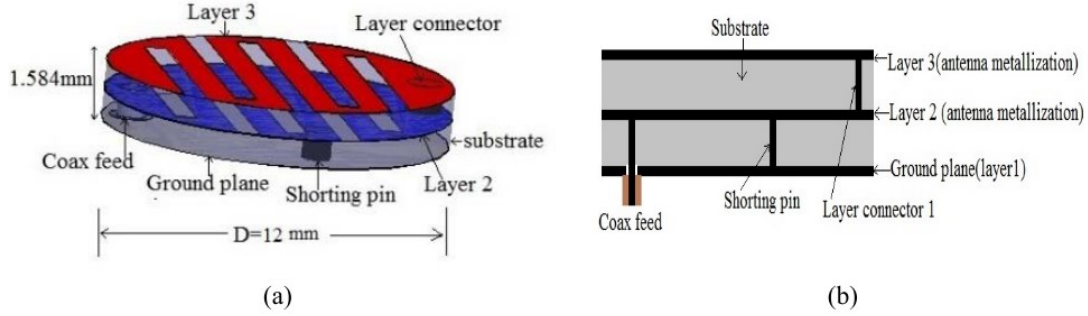 Layer 3
Layer connector
1.584mm
substrate
Coax feed
Ground plane
Shorting pin
Layer 2
D=12 mm
(a)
Substrate
Layer 3(antenna metallization)
Layer 2 (antenna metallization)
Ground plane(layer1)
Shorting pin
Layer connector 1
Coax feed
(b)